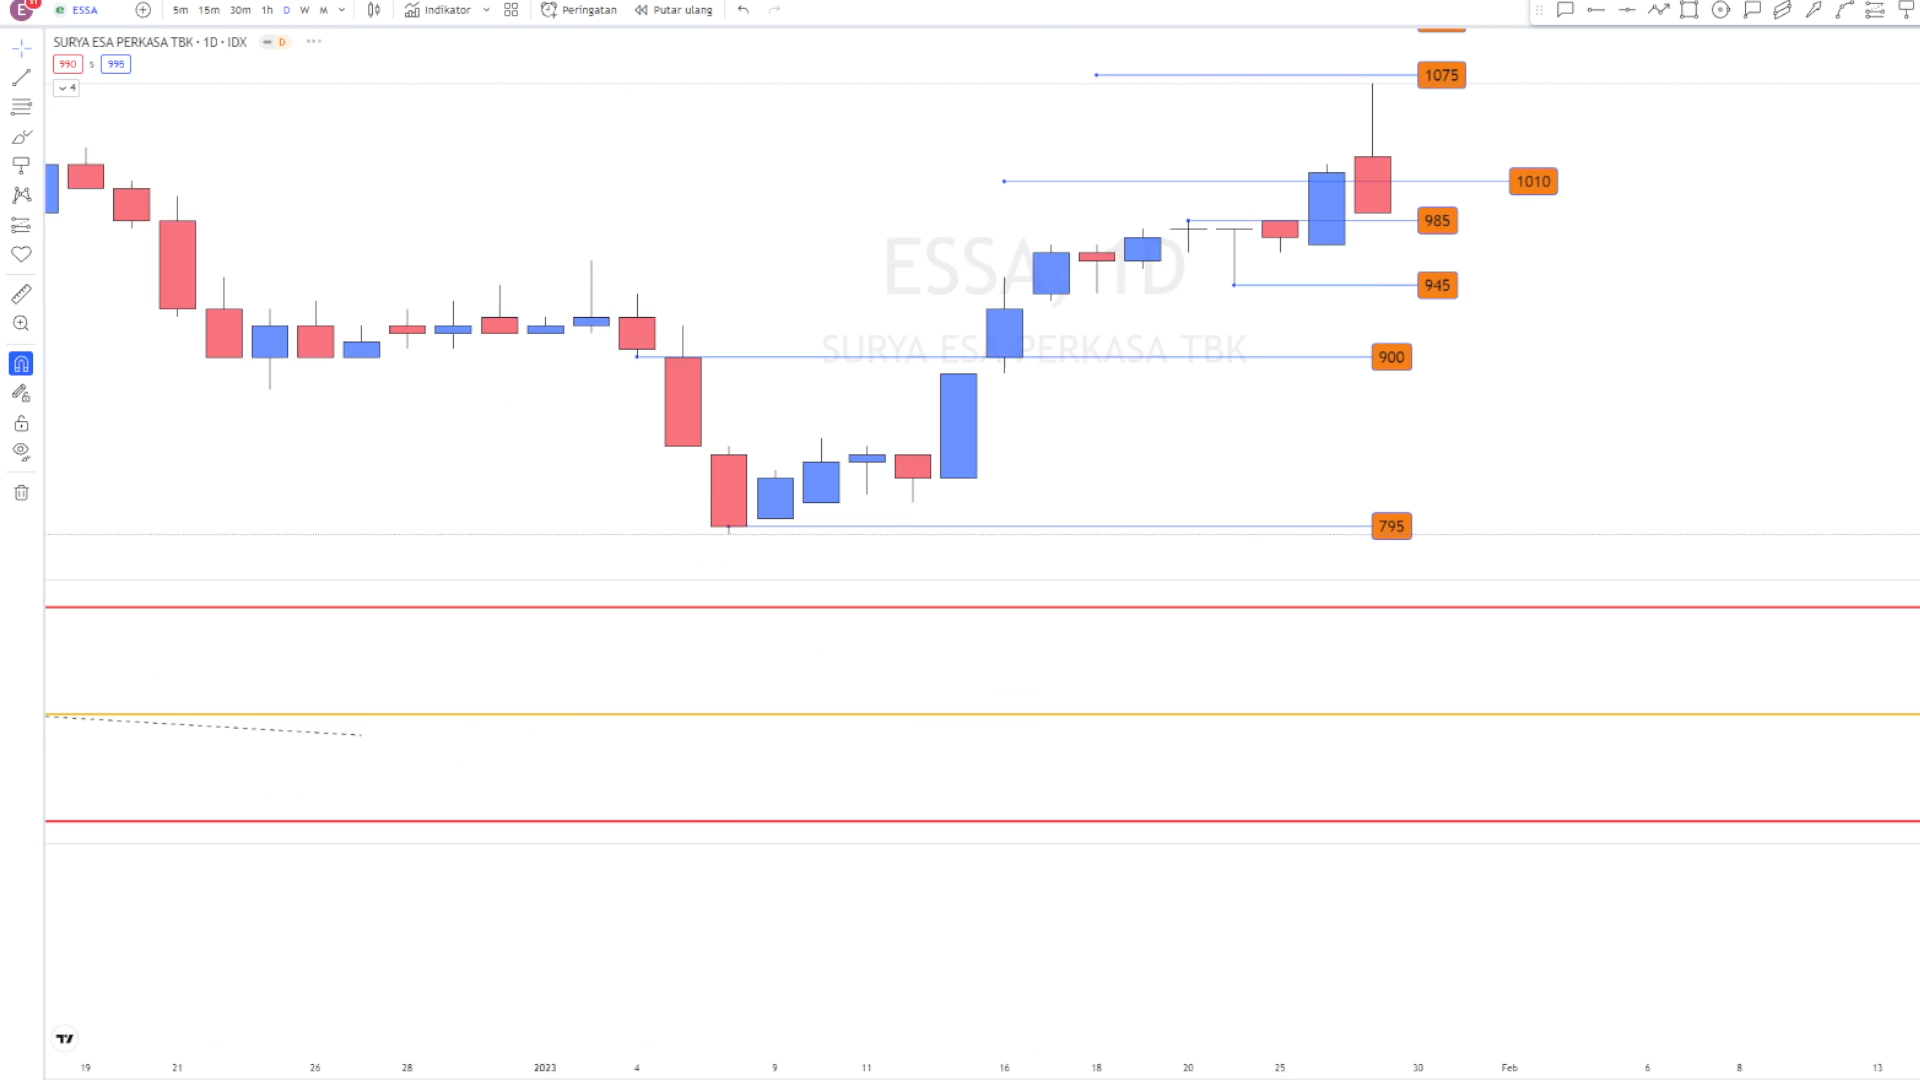 E 11 ESSA 5m 15m 30m 1h D W M Indikator Peringatan Putar ulang
SURYA ESA PERKASA TBK · 1D · IDX D
990 5 995
4
1075
1010
985
ESSA, 1D
945
SURYA ESA PERKASA TBK
900
795
19 21 26 28 2023 4 9 11 16 18 20 25 30 Feb 6 8 13